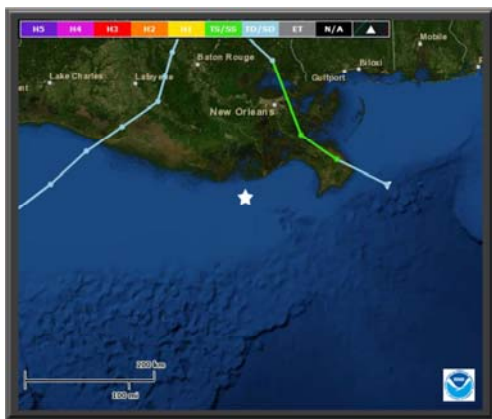 H5 H4 H3 H2 H1 TS/SS TD/SD ET N/A
Mobile
Baton Rouge
Biloxi
Lake Charles
Lafayette
Gulfport
New Orleans
200 km
100 mi